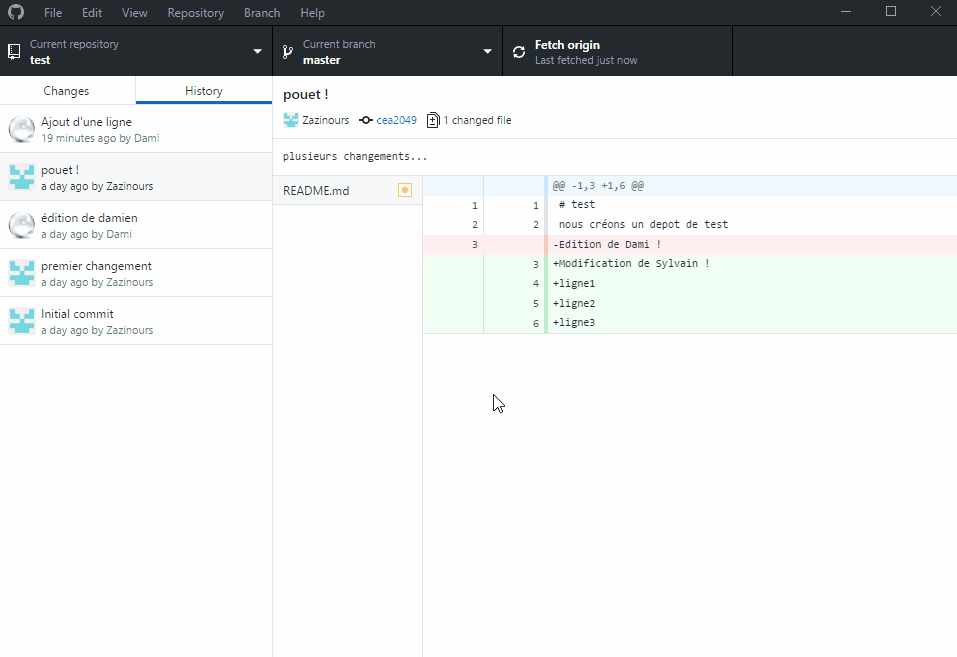 File Edit View Repository Branch Help
Current repository
test
Current branch
master
Fetch origin
Last fetched just now
Changes History
Ajout d'une ligne
19 minutes ago by Dami
pouet !
a day ago by Zazinours
édition de damien
a day ago by Dami
premier changement
a day ago by Zazinours
Initial commit
a day ago by Zazinours
pouet !
Zazinours cea2049 1 changed file
plusieurs changements...
README.md
@@ -1,3 +1,6 @@
1 1 # test
2 2 nous créons un depot de test
3 -Edition de Dami !
3 +Modification de Sylvain !
4 +ligne1
5 +ligne2
6 +ligne3